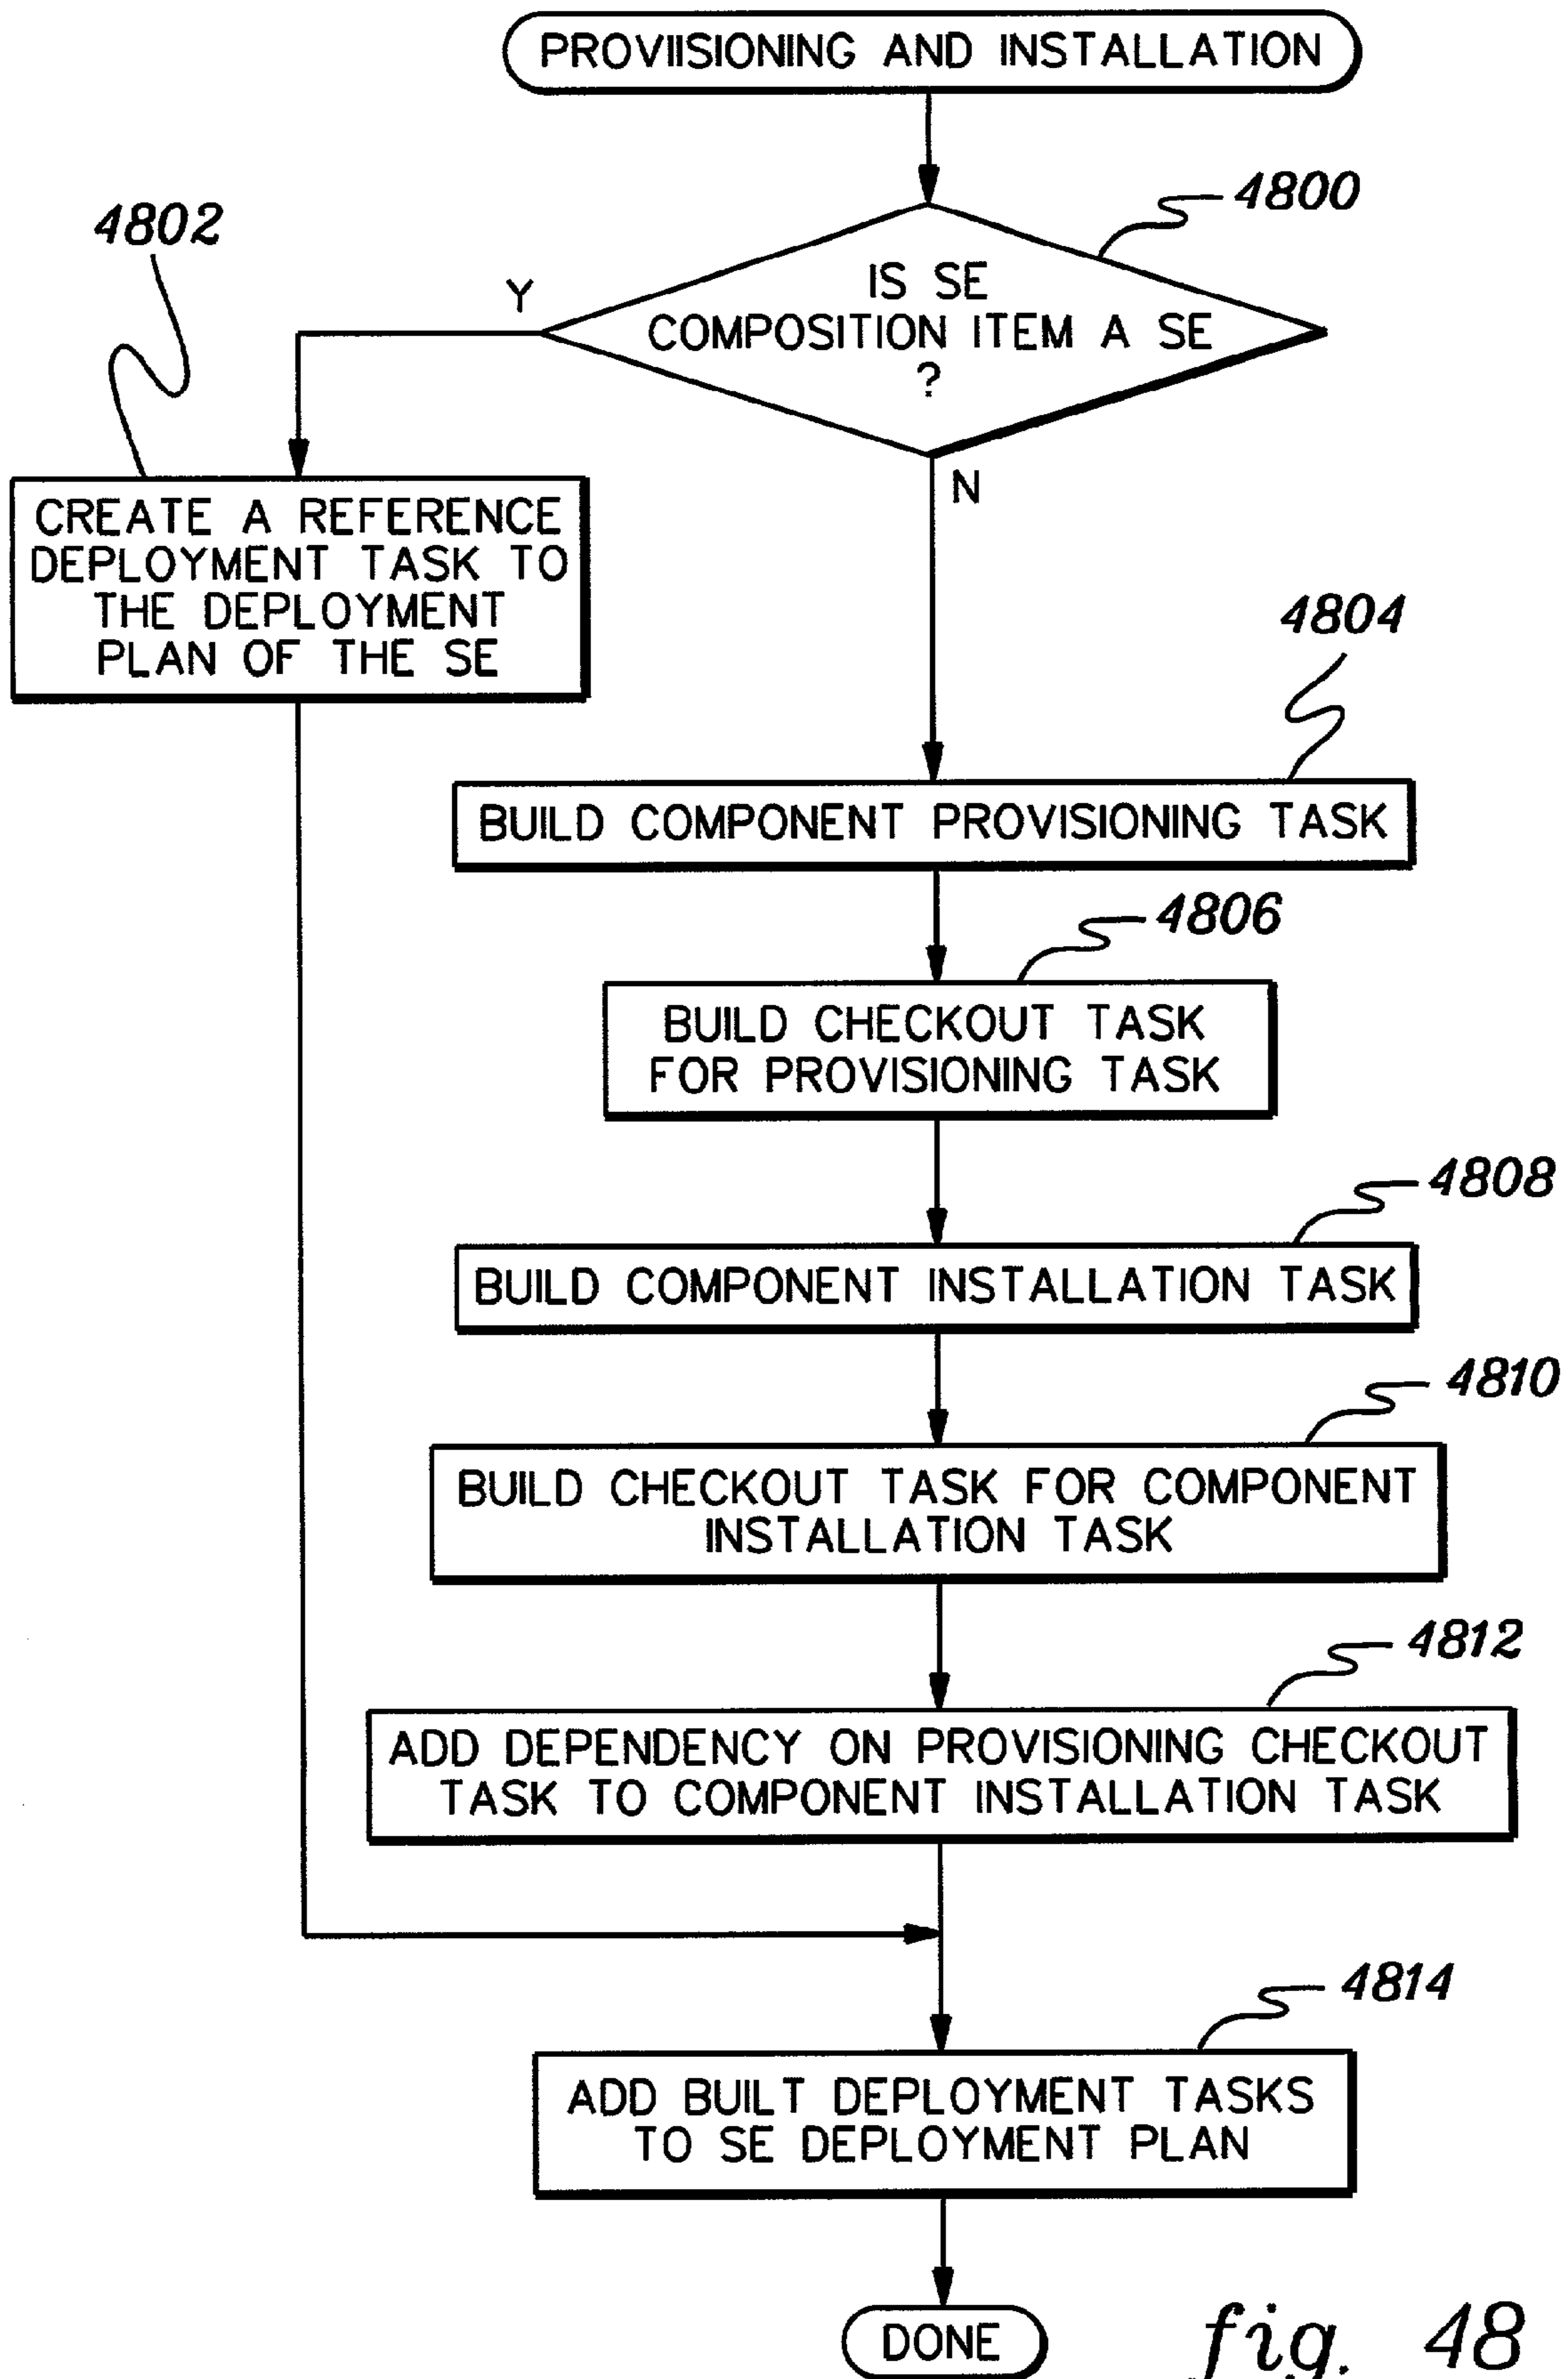 PROVIISIONING AND INSTALLATION
4800
4802
IS SE
COMPOSITION ITEM A SE
?
Y
N
CREATE A REFERENCE
DEPLOYMENT TASK TO
THE DEPLOYMENT
PLAN OF THE SE
4804
BUILD COMPONENT PROVISIONING TASK
4806
BUILD CHECKOUT TASK
FOR PROVISIONING TASK
4808
BUILD COMPONENT INSTALLATION TASK
4810
BUILD CHECKOUT TASK FOR COMPONENT
INSTALLATION TASK
4812
ADD DEPENDENCY ON PROVISIONING CHECKOUT
TASK TO COMPONENT INSTALLATION TASK
4814
ADD BUILT DEPLOYMENT TASKS
TO SE DEPLOYMENT PLAN
DONE
fig. 48